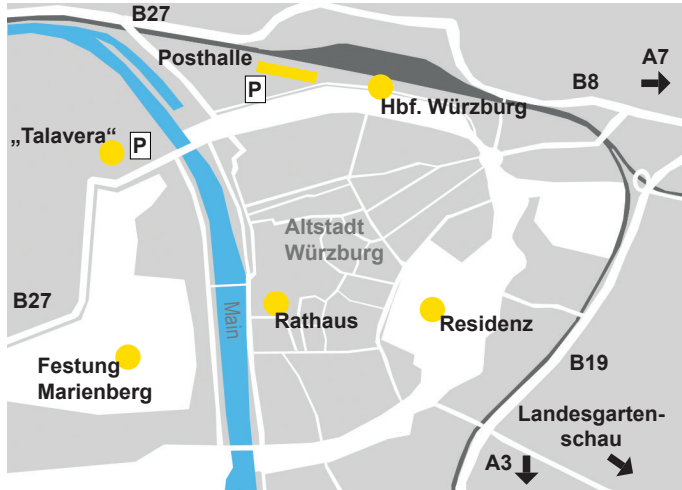 B27
Posthalle
A7
B8
P
Hbf. Würzburg
„Talavera“
P
Altstadt
Würzburg
B27
Main
Rathaus
Residenz
Festung
Marienberg
B19
Landesgarten-
schau
A3